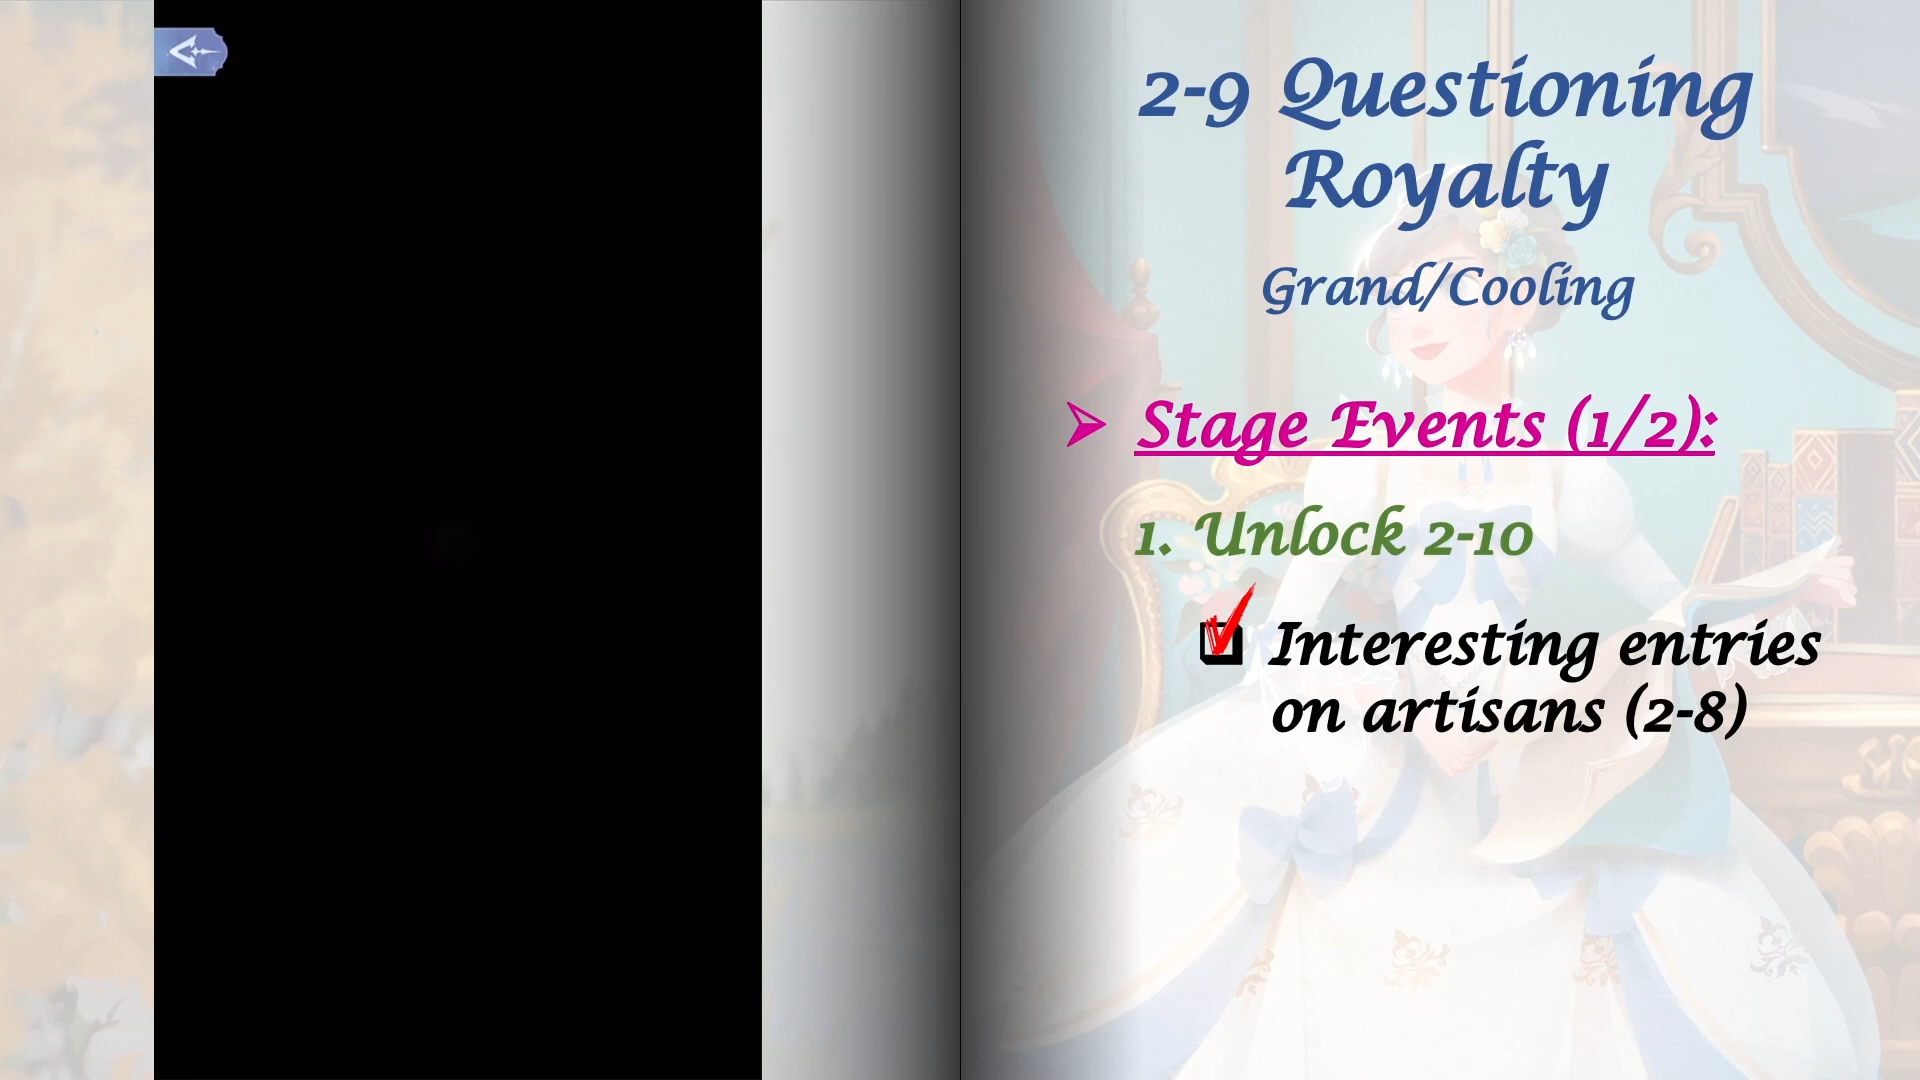 2-9 Questioning
Royalty
Grand/Cooling
➢ Stage Events (1/2):
1. Unlock 2-10
Interesting entries
on artisans (2-8)